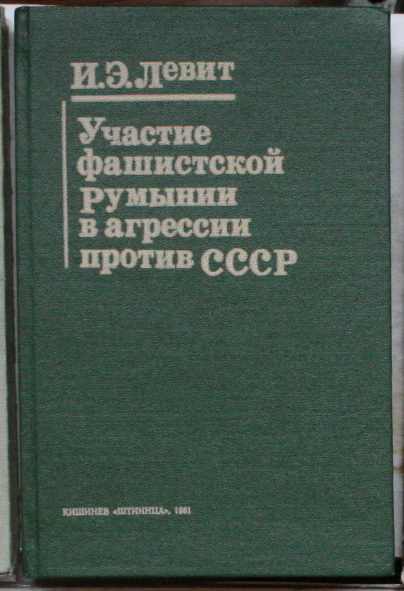 И.Э.Левит
Участие
фашистской
Румынии
в агрессии
против СССР
КИШИНЕВ «ШТИИНЦА», 1981